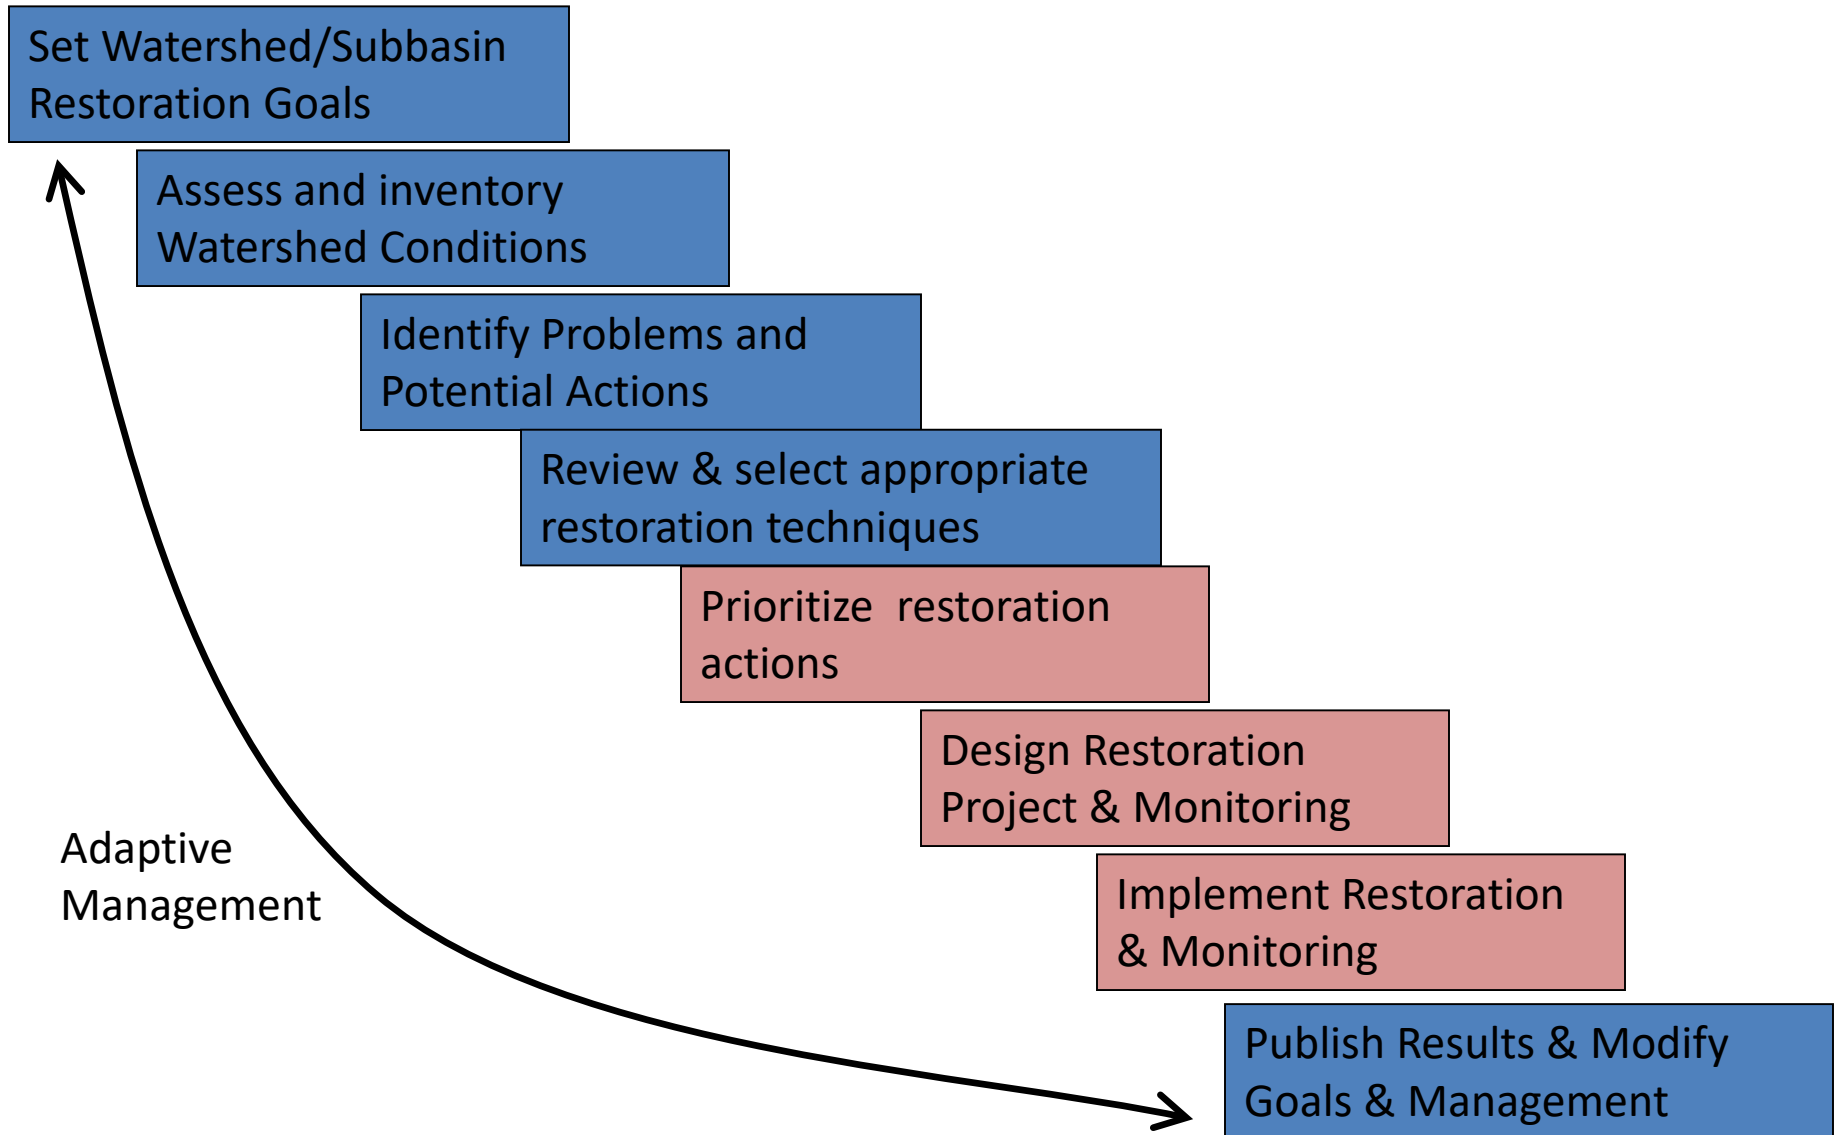 Set Watershed/Subbasin
Restoration Goals
Assess and inventory
Watershed Conditions
Identify Problems and
Potential Actions
Review & select appropriate
restoration techniques
Prioritize  restoration
actions
Design Restoration
Project & Monitoring
Adaptive
Management
Implement Restoration
& Monitoring
Publish Results & Modify
Goals & Management